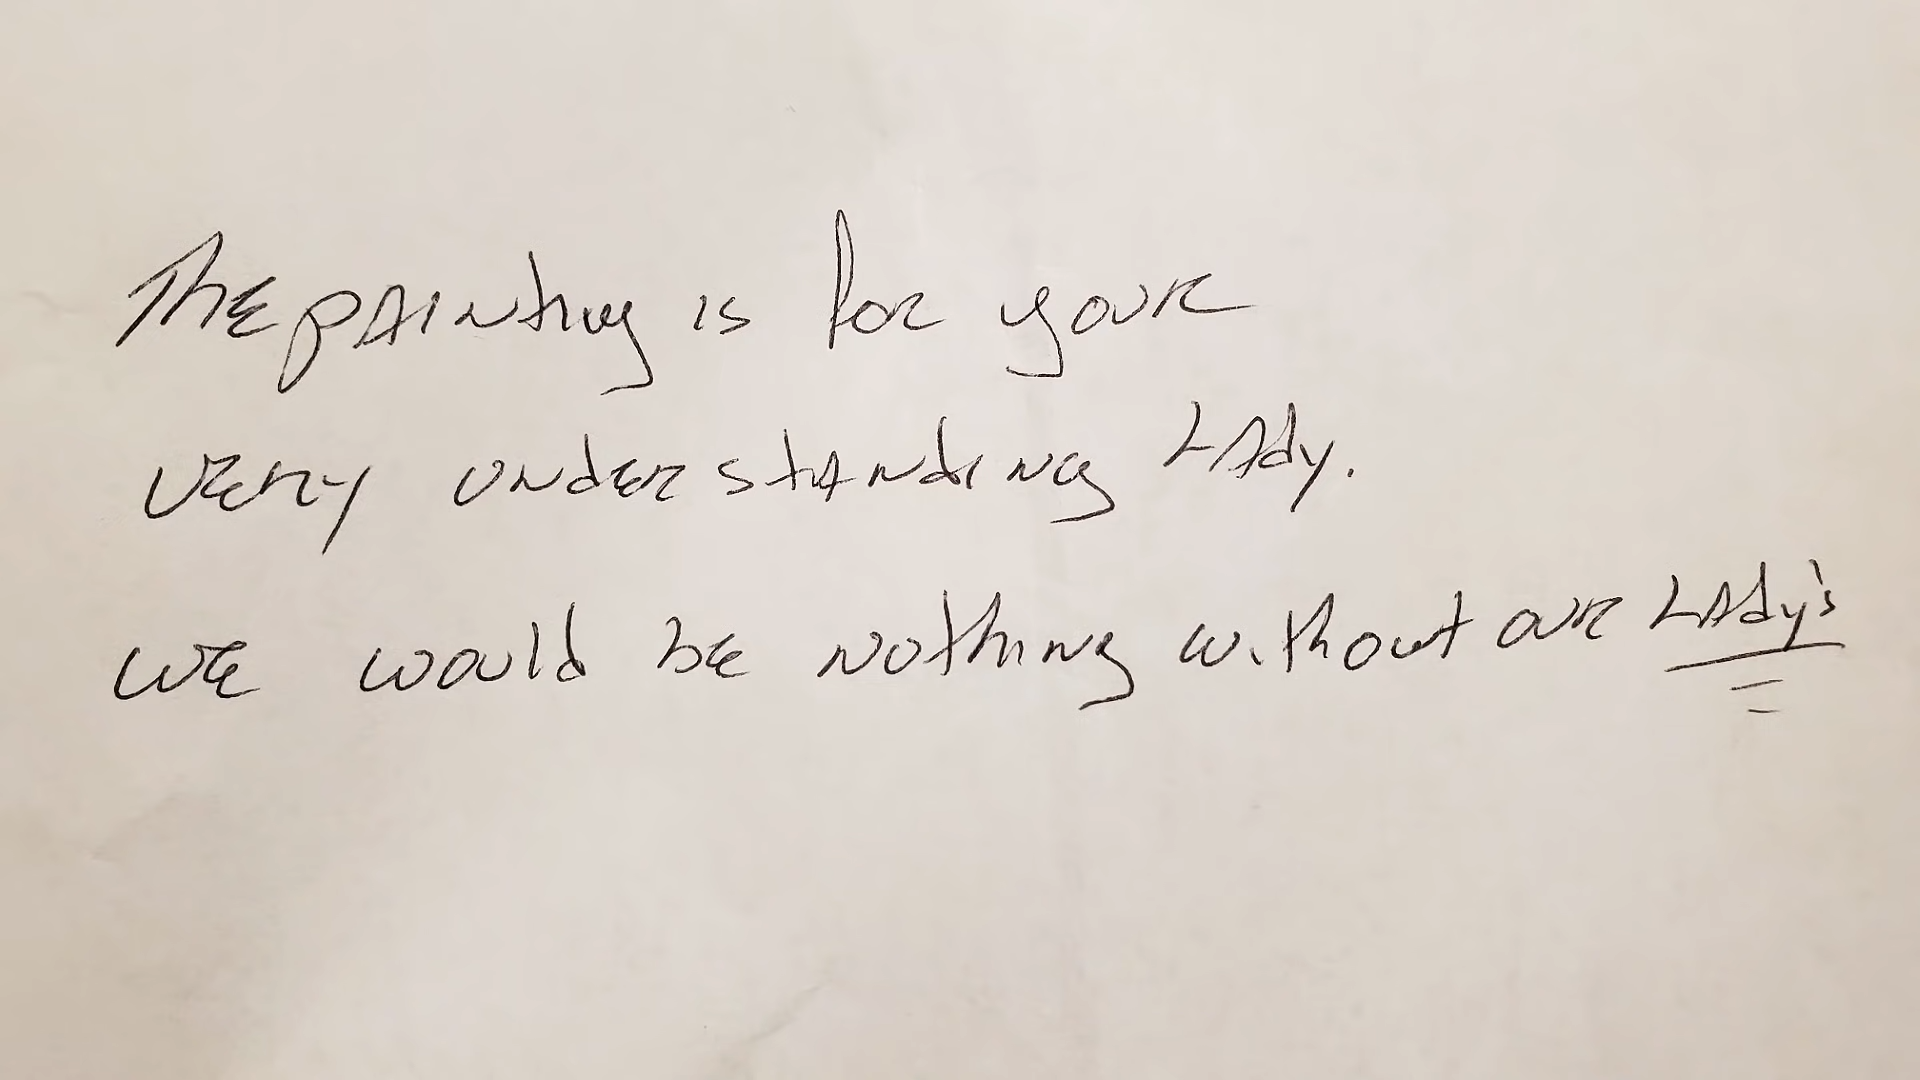 The painting is for your
very understanding Lady.
we would be nothing without our Lady's